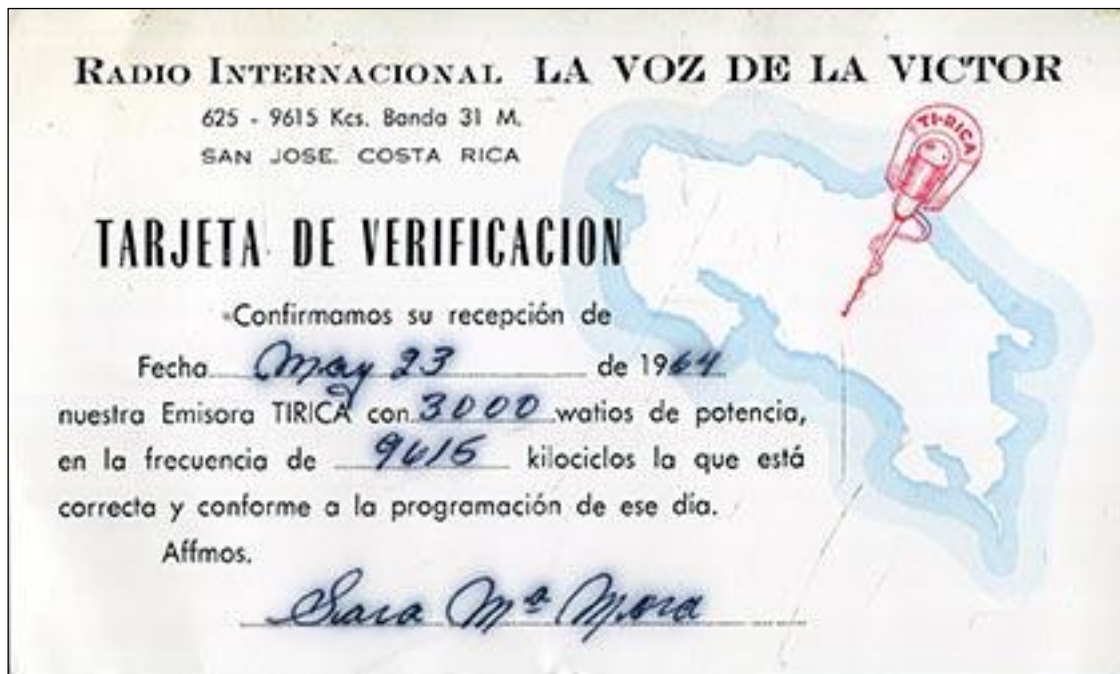 RADIO INTERNACIONAL LA VOZ DE LA VICTOR
625 - 9615 Kcs. Banda 31 M.
SAN JOSE. COSTA RICA
TI-RICA
TARJETA DE VERIFICACION
Confirmamos su recepción de
Fecha May 23 de 1964
nuestra Emisora TIRICA con 3000 watios de potencia,
en la frecuencia de 9615 kilociclos la que está
correcta y conforme a la programación de ese día.
Affmos.
Sara Mª Mora